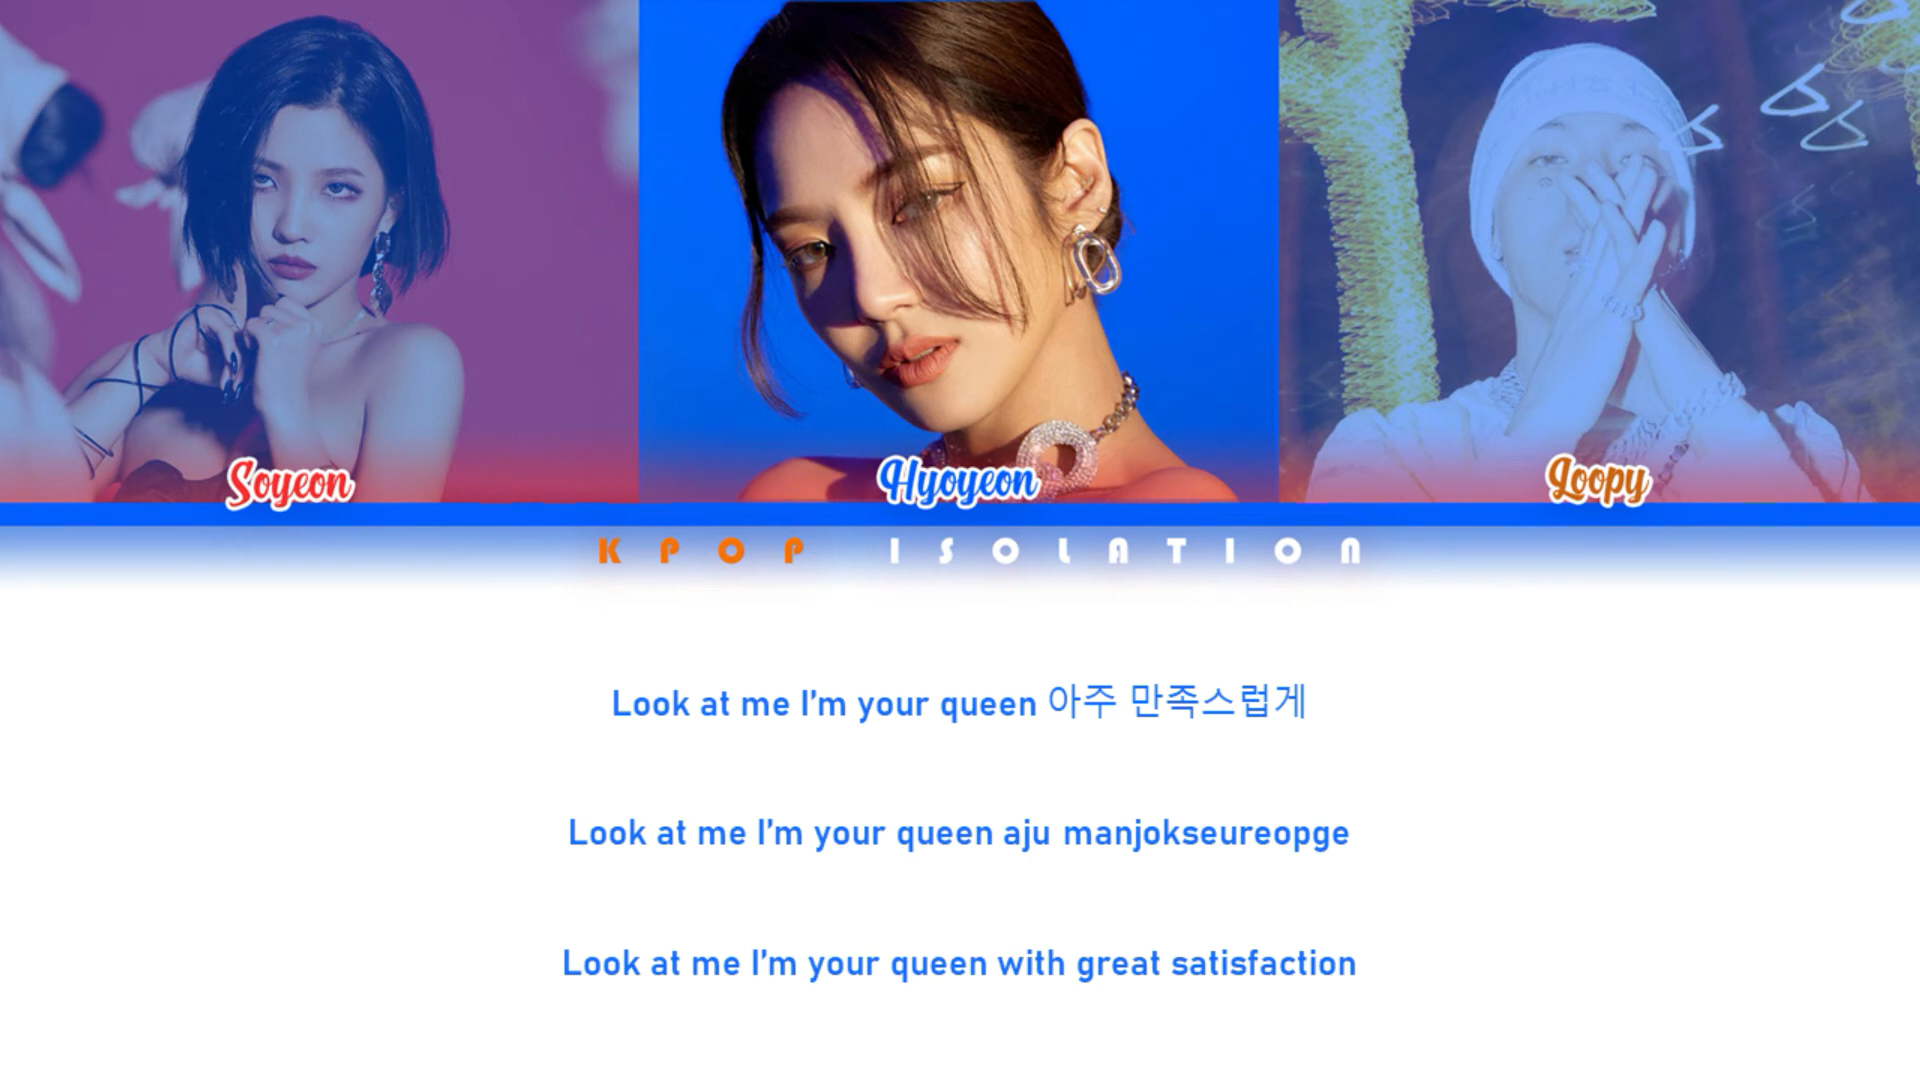 Soyeon
Hyoyeon
Loopy
KPOP ISOLATION
Look at me I'm your queen 아주 만족스럽게
Look at me I'm your queen aju manjokseureopge
Look at me I'm your queen with great satisfaction